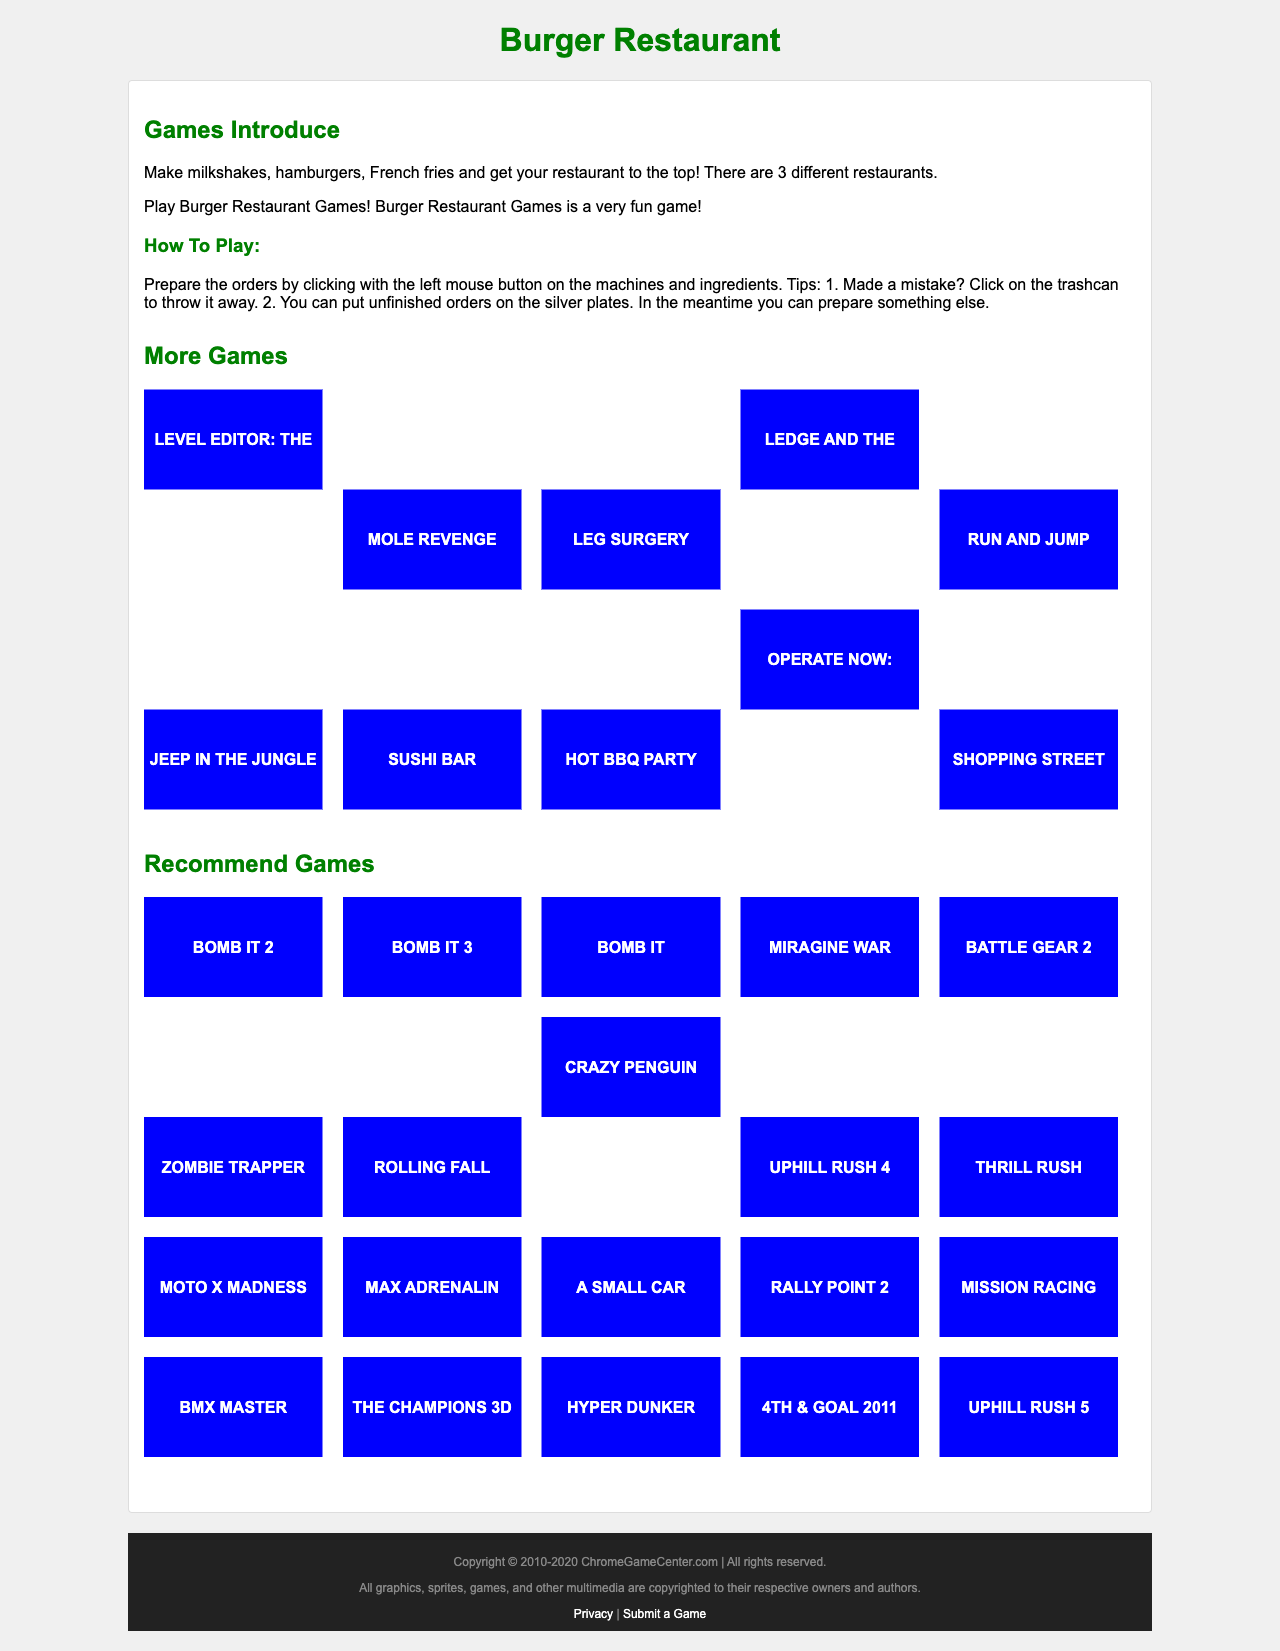 Burger Restaurant
Games Introduce
Make milkshakes, hamburgers, French fries and get your restaurant to the top! There are 3 different restaurants.
Play Burger Restaurant Games! Burger Restaurant Games is a very fun game!
How To Play:
Prepare the orders by clicking with the left mouse button on the machines and ingredients. Tips: 1. Made a mistake? Click on the trashcan
to throw it away. 2. You can put unfinished orders on the silver plates. In the meantime you can prepare something else.
More Games
LEVEL EDITOR: THE
LEDGE AND THE
MOLE REVENGE
LEG SURGERY
RUN AND JUMP
OPERATE NOW:
JEEP IN THE JUNGLE
SUSHI BAR
HOT BBQ PARTY
SHOPPING STREET
Recommend Games
BOMB IT 2
BOMB IT 3
BOMB IT
MIRAGINE WAR
BATTLE GEAR 2
CRAZY PENGUIN
ZOMBIE TRAPPER
ROLLING FALL
UPHILL RUSH 4
THRILL RUSH
MOTO X MADNESS
MAX ADRENALIN
A SMALL CAR
RALLY POINT 2
MISSION RACING
BMX MASTER
THE CHAMPIONS 3D
HYPER DUNKER
4TH & GOAL 2011
UPHILL RUSH 5
Copyright © 2010-2020 ChromeGameCenter.com | All rights reserved.
All graphics, sprites, games, and other multimedia are copyrighted to their respective owners and authors.
Privacy | Submit a Game